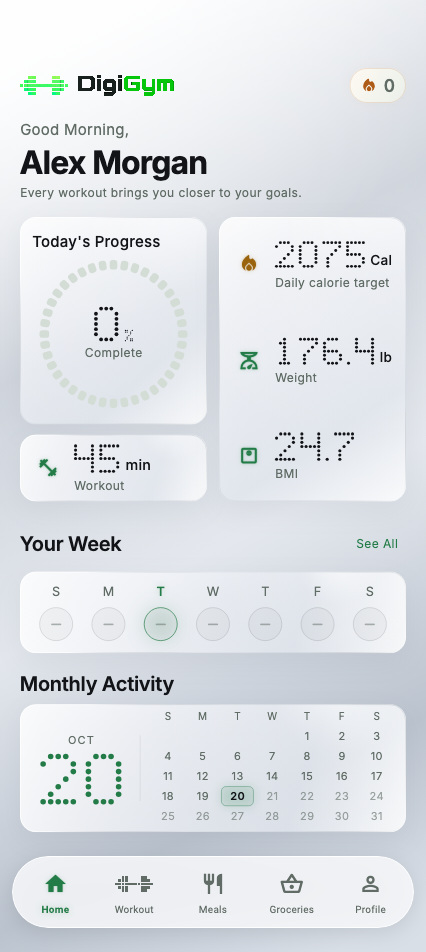 DigiGym
0
Good Morning,
Alex Morgan
Every workout brings you closer to your goals.
Today's Progress
0%
Complete
45 min
Workout
2075 Cal
Daily calorie target
176.4 lb
Weight
24.7
BMI
Your Week
See All
S M T W T F S
Monthly Activity
OCT
20
S M T W T F S
1 2 3
4 5 6 7 8 9 10
11 12 13 14 15 16 17
18 19 20 21 22 23 24
25 26 27 28 29 30 31
Home Workout Meals Groceries Profile